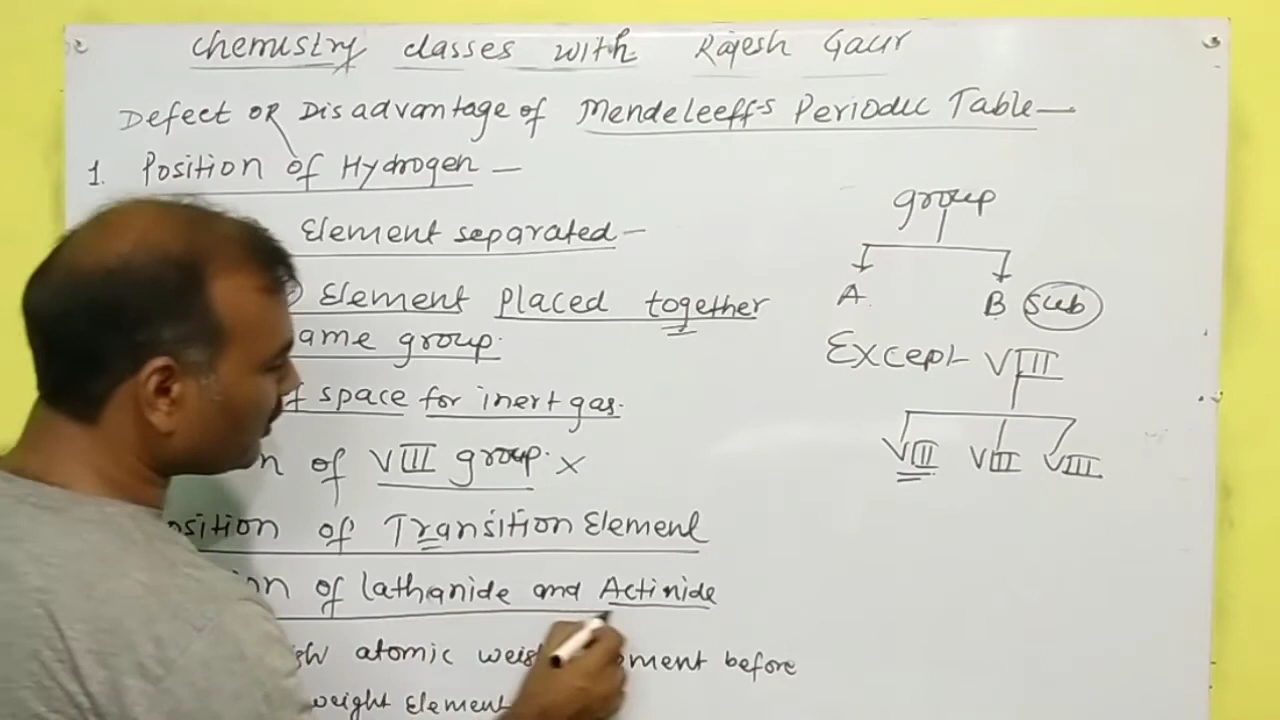 Chemistry classes with Rajesh Gaur
Defect OR Disadvantage of Mendeleeff's Periodic Table—
1. Position of Hydrogen —
Element separated —
Element placed together
ame group.
f space for inert gas.
n of VIII group. x
osition of Transition Element
on of lathanide and Actinide
atomic ment before
weight Element
group
A B Sub
Except VIII
VIII VIII VIII